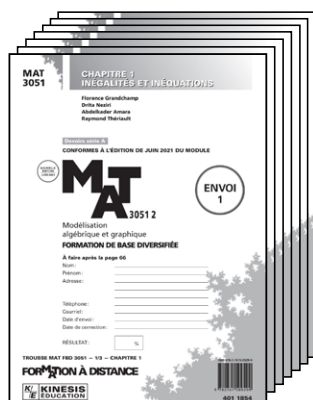 MAT
3051
CHAPITRE 1
INÉGALITÉS ET INÉQUATIONS
Florence Grandchamp
Drita Neziri
Abdelkader Amara
Raymond Thériault
Devoirs série A
CONFORMES À L'ÉDITION DE JUIN 2021 DU MODULE
MAT
3051 2
ENVOI
1
Modélisation
algébrique et graphique
FORMATION DE BASE DIVERSIFIÉE
À faire après la page 66
Nom:
Prénom:
Adresse:
Téléphone:
Courriel:
Date d'envoi:
Date de correction:
RÉSULTAT: %
TROUSSE MAT FBD 3051 – 1/3 – CHAPITRE 1
FORMATION À DISTANCE
KINESIS
ÉDUCATION
401 1854